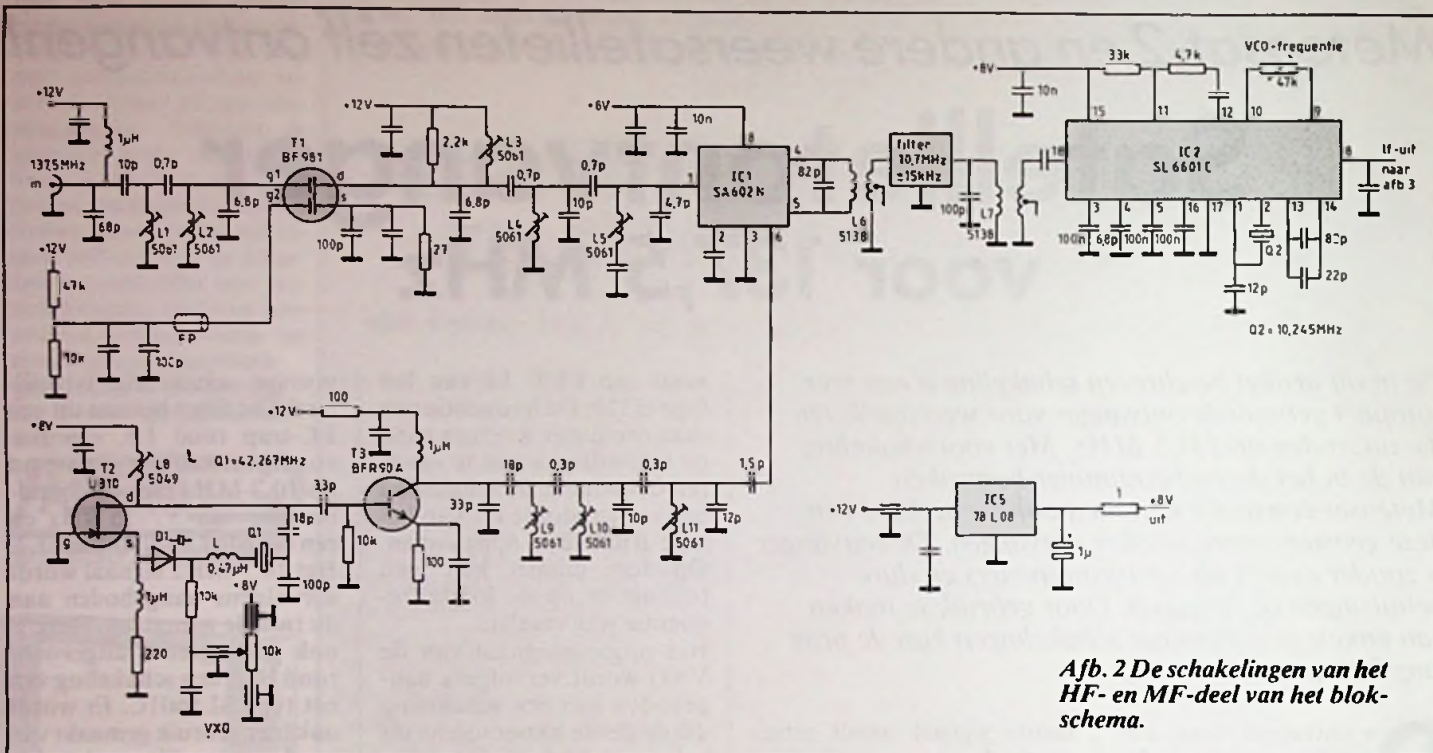 +12V
1µH
137,5MHz
in
10p
0,7p
68p
L1
5061
L2
5061
6,8p
g1
g2
T1
BF981
d
s
100p
27
+12V
47k
10k
100p
FP
+12V
2,2k
L3
5061
6,8p
0,7p
L4
5061
10p
0,7p
L5
5061
4,7p
+6V
10n
1
8
IC1
SA602N
4
5
2
3
6
82p
L6
5138
filter
10,7MHz
±15kHz
100p
L7
5138
+8V
10n
33k
4,7k
VCO-frequentie
47k
15
11
12
10
9
18
IC2
SL6601C
8
lf-uit
naar
afb 3
3
4
5
16
17
1
2
13
14
100n
6,8p
100n
100n
12p
Q2
82p
22p
Q2 = 10,245MHz
+8V
T2
U310
g
d
L8
5049
Q1=42,267MHz
D1
L
0,47µH
Q1
18p
100p
1µH
220
10k
+8V
10k
VXO
+12V
100
1µH
T3
BFR90A
33p
10k
100
33p
18p
L9
5061
0,3p
L10
5061
0,3p
10p
L11
5061
12p
1,5p
+12V
IC5
78L08
1
+8V
uit
1µ
Afb. 2 De schakelingen van het
HF- en MF-deel van het blok-
schema.